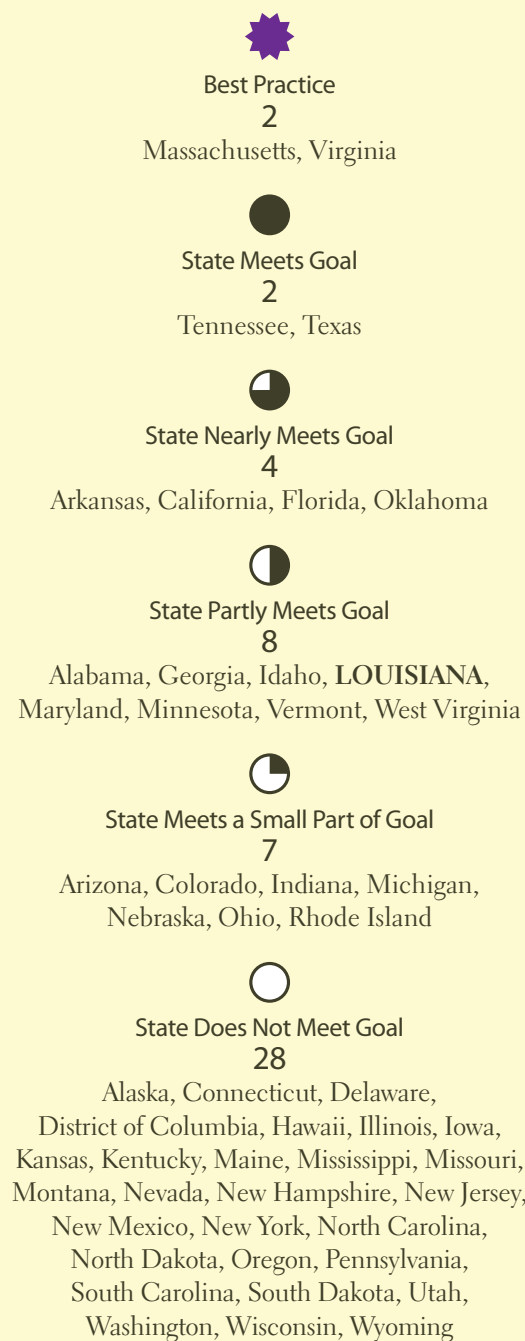 Best Practice
2
Massachusetts, Virginia
State Meets Goal
2
Tennessee, Texas
State Nearly Meets Goal
4
Arkansas, California, Florida, Oklahoma
State Partly Meets Goal
8
Alabama, Georgia, Idaho, LOUISIANA,
Maryland, Minnesota, Vermont, West Virginia
State Meets a Small Part of Goal
7
Arizona, Colorado, Indiana, Michigan,
Nebraska, Ohio, Rhode Island
State Does Not Meet Goal
28
Alaska, Connecticut, Delaware,
District of Columbia, Hawaii, Illinois, Iowa,
Kansas, Kentucky, Maine, Mississippi, Missouri,
Montana, Nevada, New Hampshire, New Jersey,
New Mexico, New York, North Carolina,
North Dakota, Oregon, Pennsylvania,
South Carolina, South Dakota, Utah,
Washington, Wisconsin, Wyoming